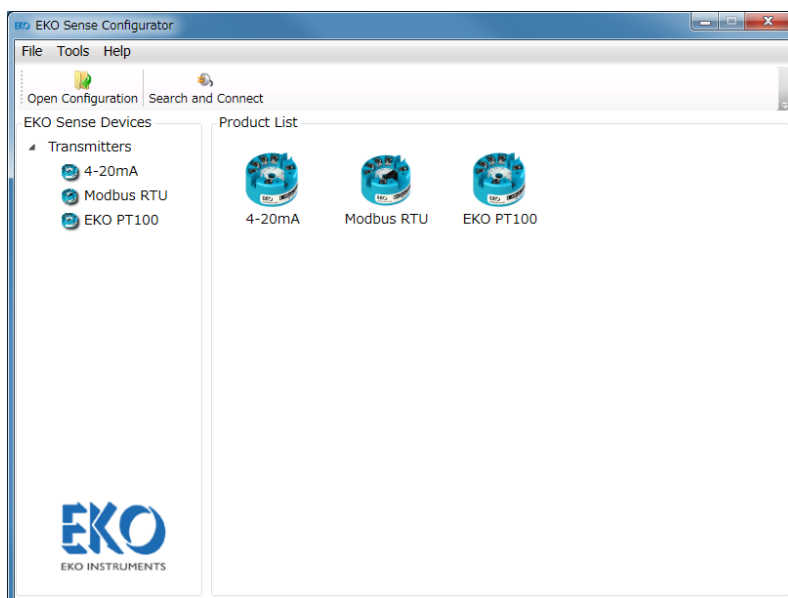 EKO EKO Sense Configurator
File Tools Help
Open Configuration Search and Connect
EKO Sense Devices
Product List
Transmitters
4-20mA
Modbus RTU
EKO PT100
4-20mA Modbus RTU EKO PT100
EKO
EKO INSTRUMENTS